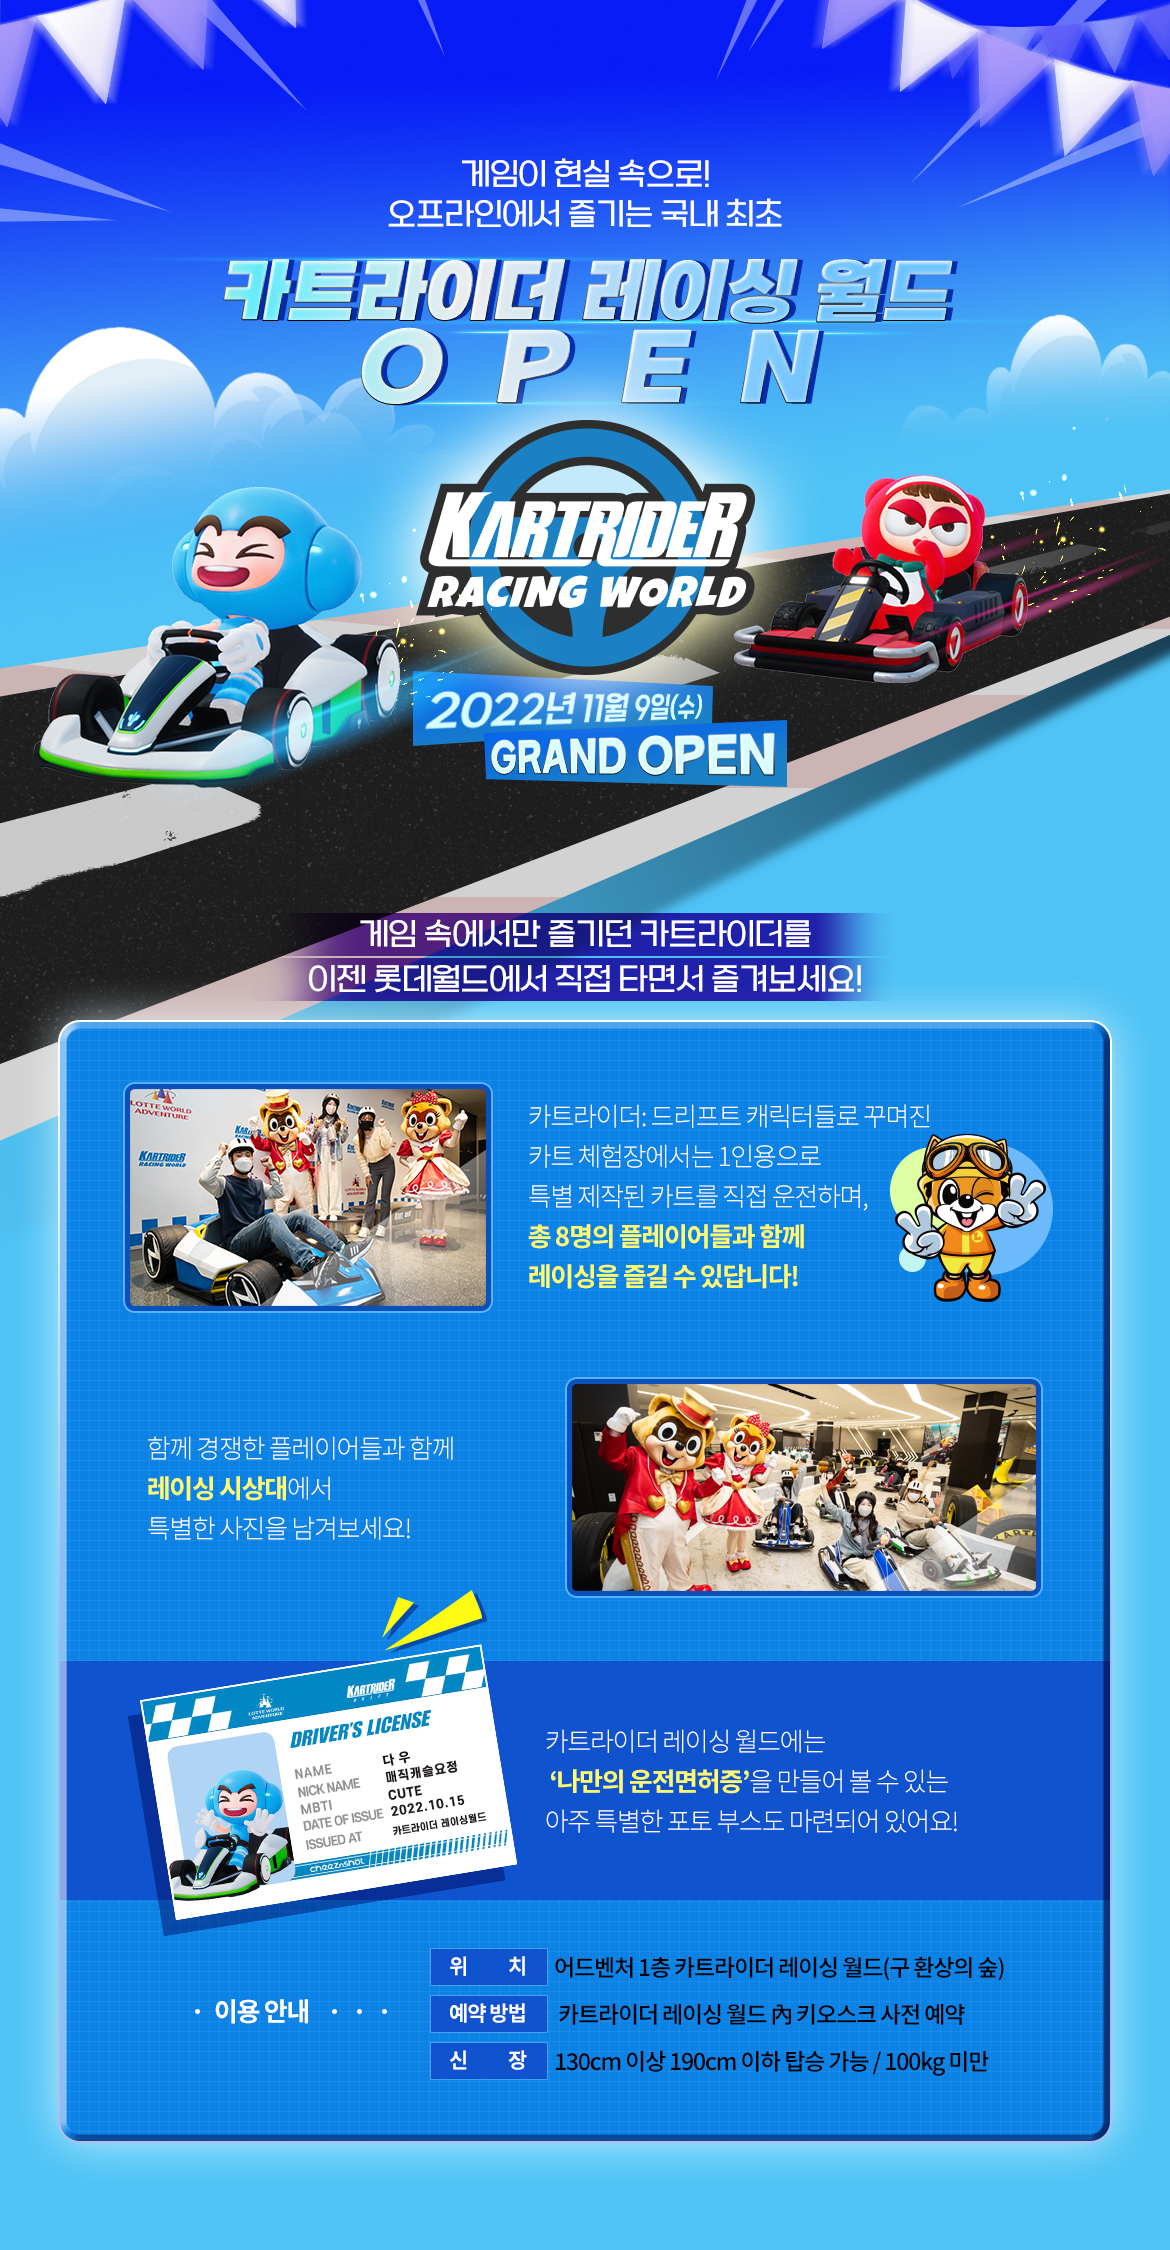 게임이 현실 속으로!
오프라인에서 즐기는 국내 최초
카트라이더 레이싱 월드
OPEN
KARTRIDER
RACING WORLD
2022년 11월 9일(수)
GRAND OPEN
게임 속에서만 즐기던 카트라이더를
이젠 롯데월드에서 직접 타면서 즐겨보세요!
LOTTE WORLD
ADVENTURE
KARTRIDER
RACING WORLD
카트라이더: 드리프트 캐릭터들로 꾸며진
카트 체험장에서는 1인용으로
특별 제작된 카트를 직접 운전하며,
총 8명의 플레이어들과 함께
레이싱을 즐길 수 있답니다!
함께 경쟁한 플레이어들과 함께
레이싱 시상대에서
특별한 사진을 남겨보세요!
LOTTE WORLD
ADVENTURE
KARTRIDER
DRIFT
DRIVER'S LICENSE
NAME 다 우
NICK NAME 매직캐슬요정
MBTI CUTE
DATE OF ISSUE 2022.10.15
ISSUED AT 카트라이더 레이싱월드
cheeznshot
카트라이더 레이싱 월드에는
‘나만의 운전면허증’을 만들어 볼 수 있는
아주 특별한 포토 부스도 마련되어 있어요!
· 이용 안내 · · ·
위 치 어드벤처 1층 카트라이더 레이싱 월드(구 환상의 숲)
예약 방법 카트라이더 레이싱 월드 內 키오스크 사전 예약
신 장 130cm 이상 190cm 이하 탑승 가능 / 100kg 미만